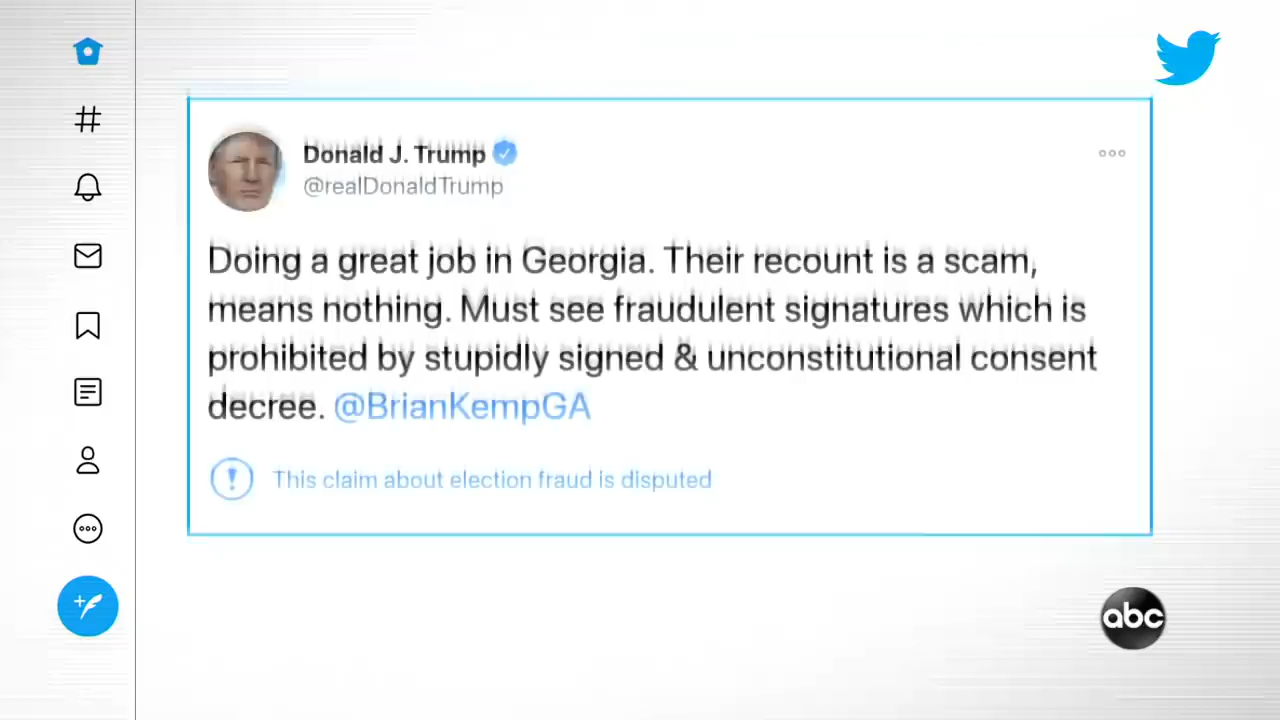 Donald J. Trump
@realDonaldTrump
Doing a great job in Georgia. Their recount is a scam,
means nothing. Must see fraudulent signatures which is
prohibited by stupidly signed & unconstitutional consent
decree. @BrianKempGA
This claim about election fraud is disputed
abc